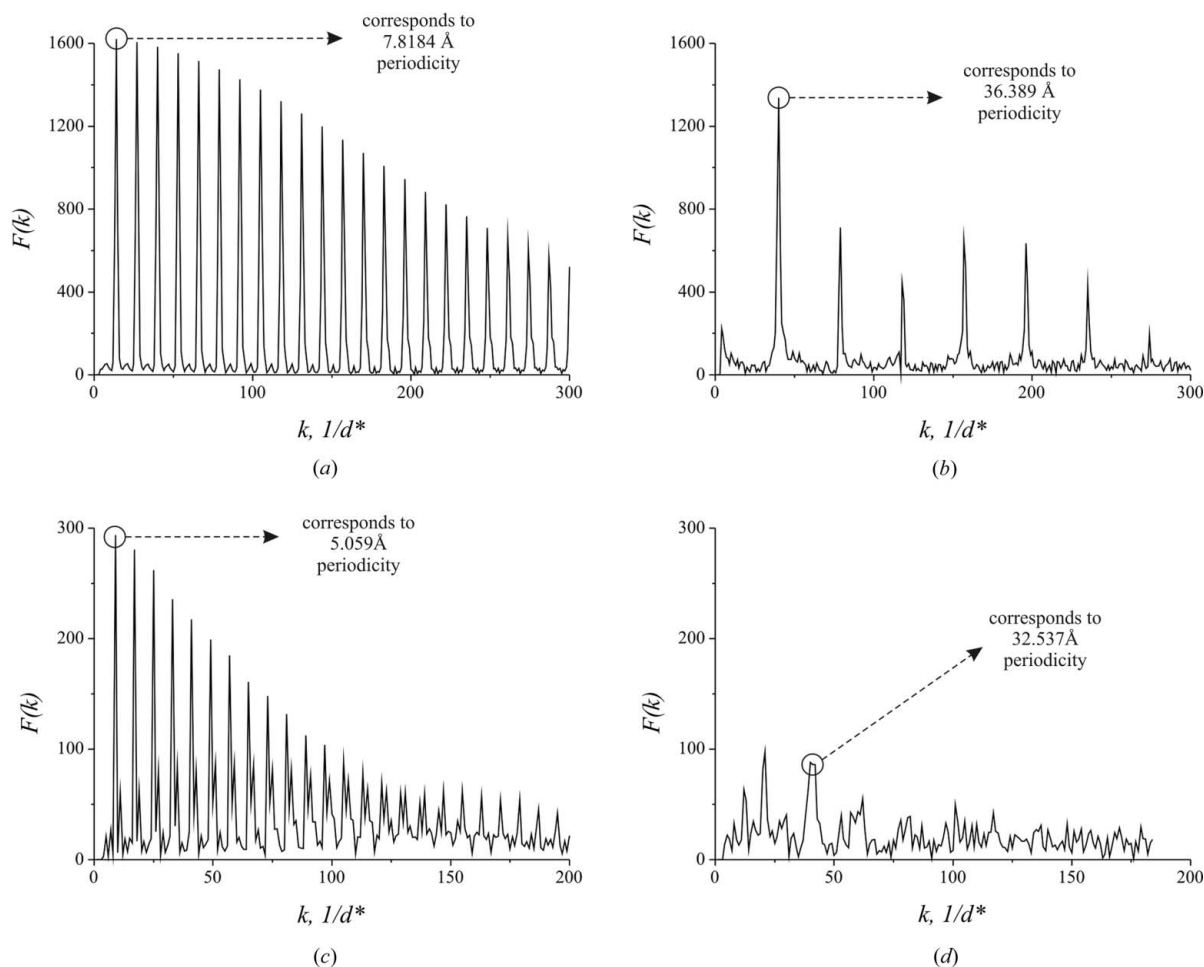 corresponds to
7.8184 Å
periodicity
1600
1200
800
400
0
F(k)
0
100
200
300
k, 1/d*
(a)
corresponds to
36.389 Å
periodicity
1600
1200
800
400
0
F(k)
0
100
200
300
k, 1/d*
(b)
corresponds to
5.059Å
periodicity
300
200
100
0
F(k)
0
50
100
150
200
k, 1/d*
(c)
corresponds to
32.537Å
periodicity
300
200
100
0
F(k)
0
50
100
150
200
k, 1/d*
(d)